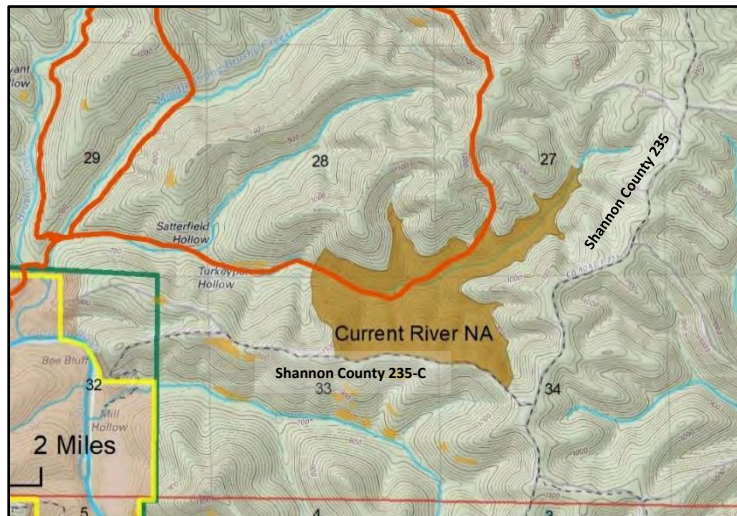 29
28
27
Shannon County 235
Satterfield
Hollow
Turkeypen
Hollow
Current River NA
Bee Bluff
32
Shannon County 235-C
33
34
Mill
Hollow
2 Miles
5
4
3